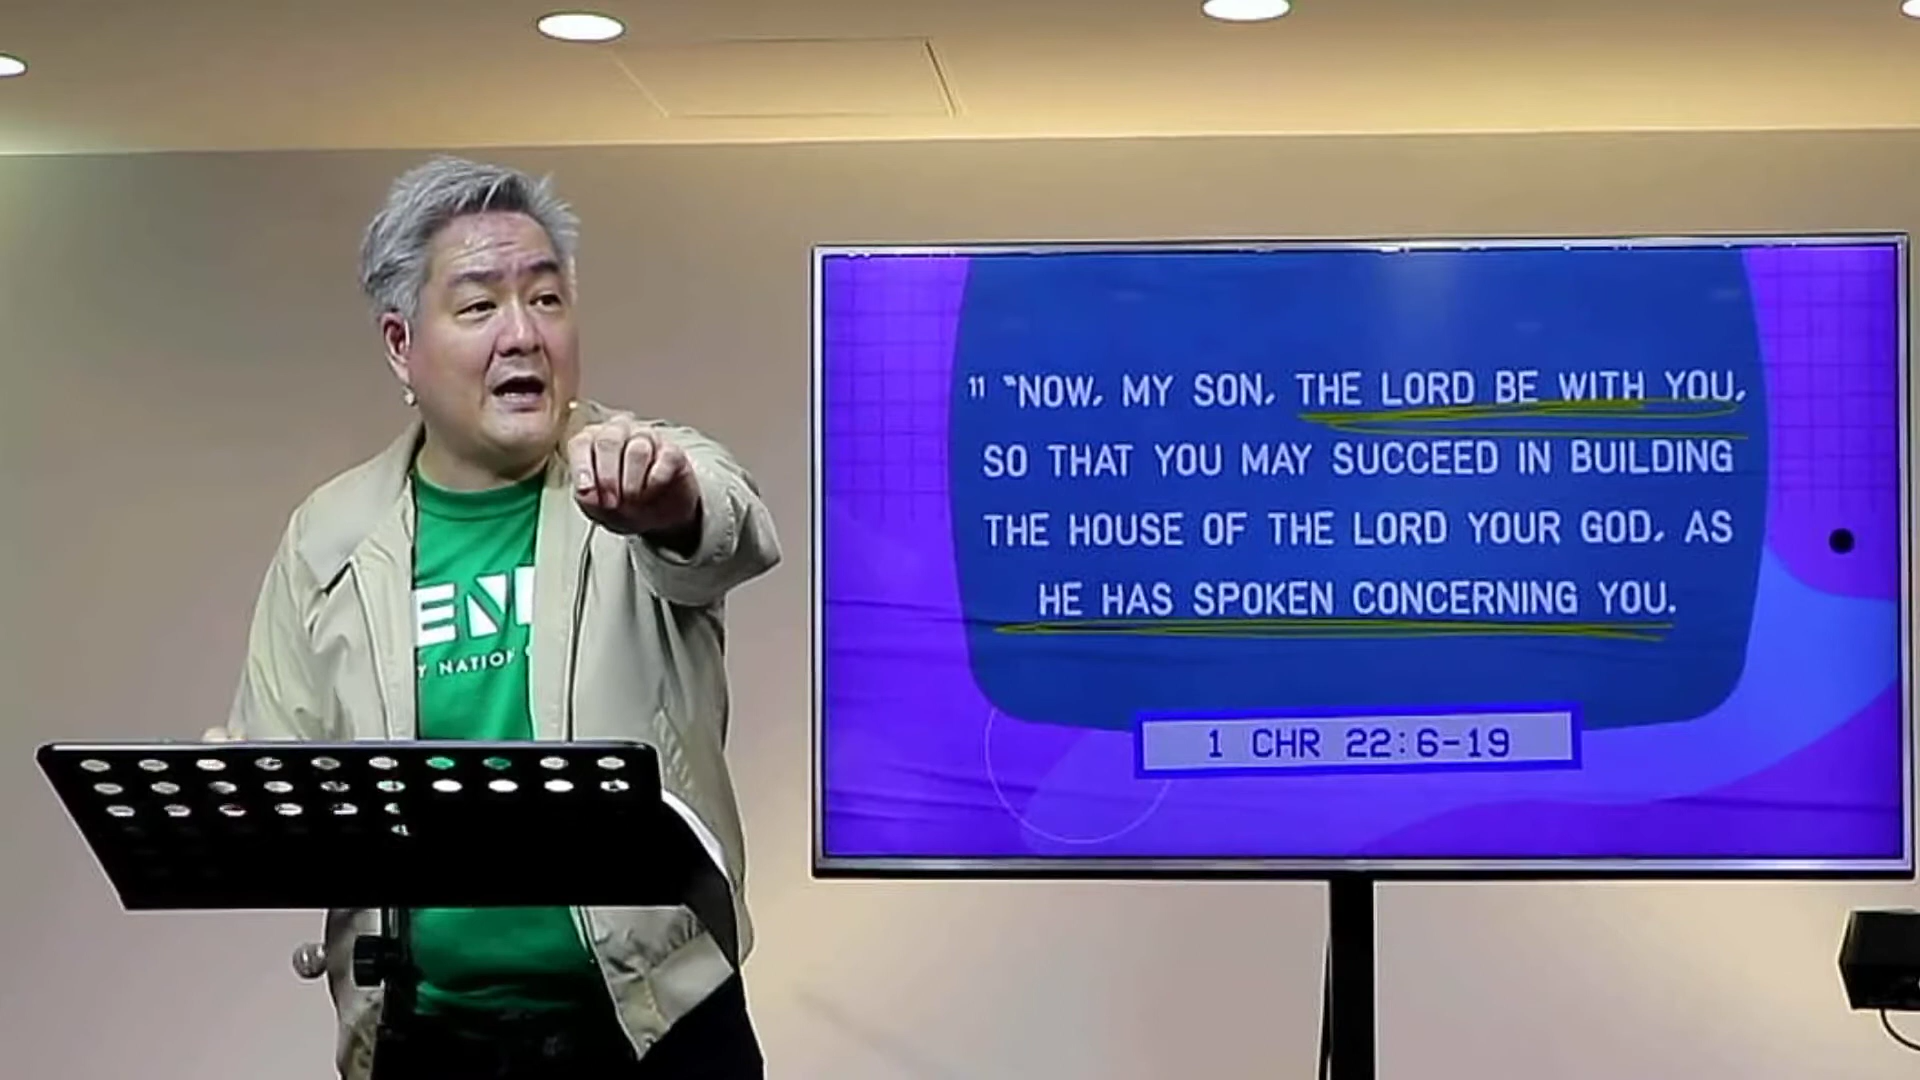 11 "NOW, MY SON, THE LORD BE WITH YOU,
SO THAT YOU MAY SUCCEED IN BUILDING
THE HOUSE OF THE LORD YOUR GOD, AS
HE HAS SPOKEN CONCERNING YOU.
1 CHR 22:6-19
NATION